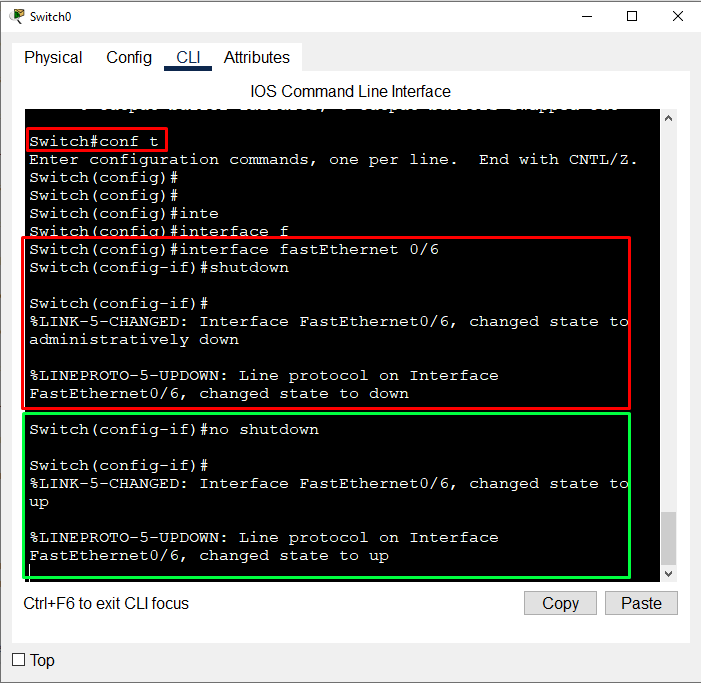 Switch0
Physical Config CLI Attributes
IOS Command Line Interface
Switch#conf t
Enter configuration commands, one per line.  End with CNTL/Z.
Switch(config)#
Switch(config)#
Switch(config)#inte
Switch(config)#interface f
Switch(config)#interface fastEthernet 0/6
Switch(config-if)#shutdown
Switch(config-if)#
%LINK-5-CHANGED: Interface FastEthernet0/6, changed state to
administratively down
%LINEPROTO-5-UPDOWN: Line protocol on Interface
FastEthernet0/6, changed state to down
Switch(config-if)#no shutdown
Switch(config-if)#
%LINK-5-CHANGED: Interface FastEthernet0/6, changed state to
up
%LINEPROTO-5-UPDOWN: Line protocol on Interface
FastEthernet0/6, changed state to up
Ctrl+F6 to exit CLI focus
Copy Paste
Top